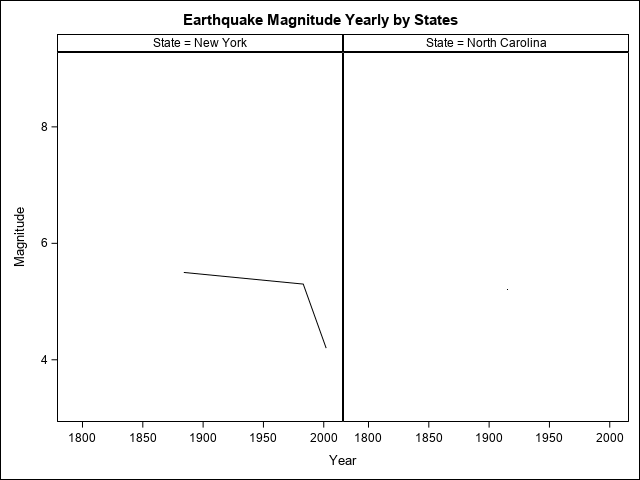 Earthquake Magnitude Yearly by States
State = New York
State = North Carolina
8
6
4
Magnitude
1800 1850 1900 1950 2000
1800 1850 1900 1950 2000
Year